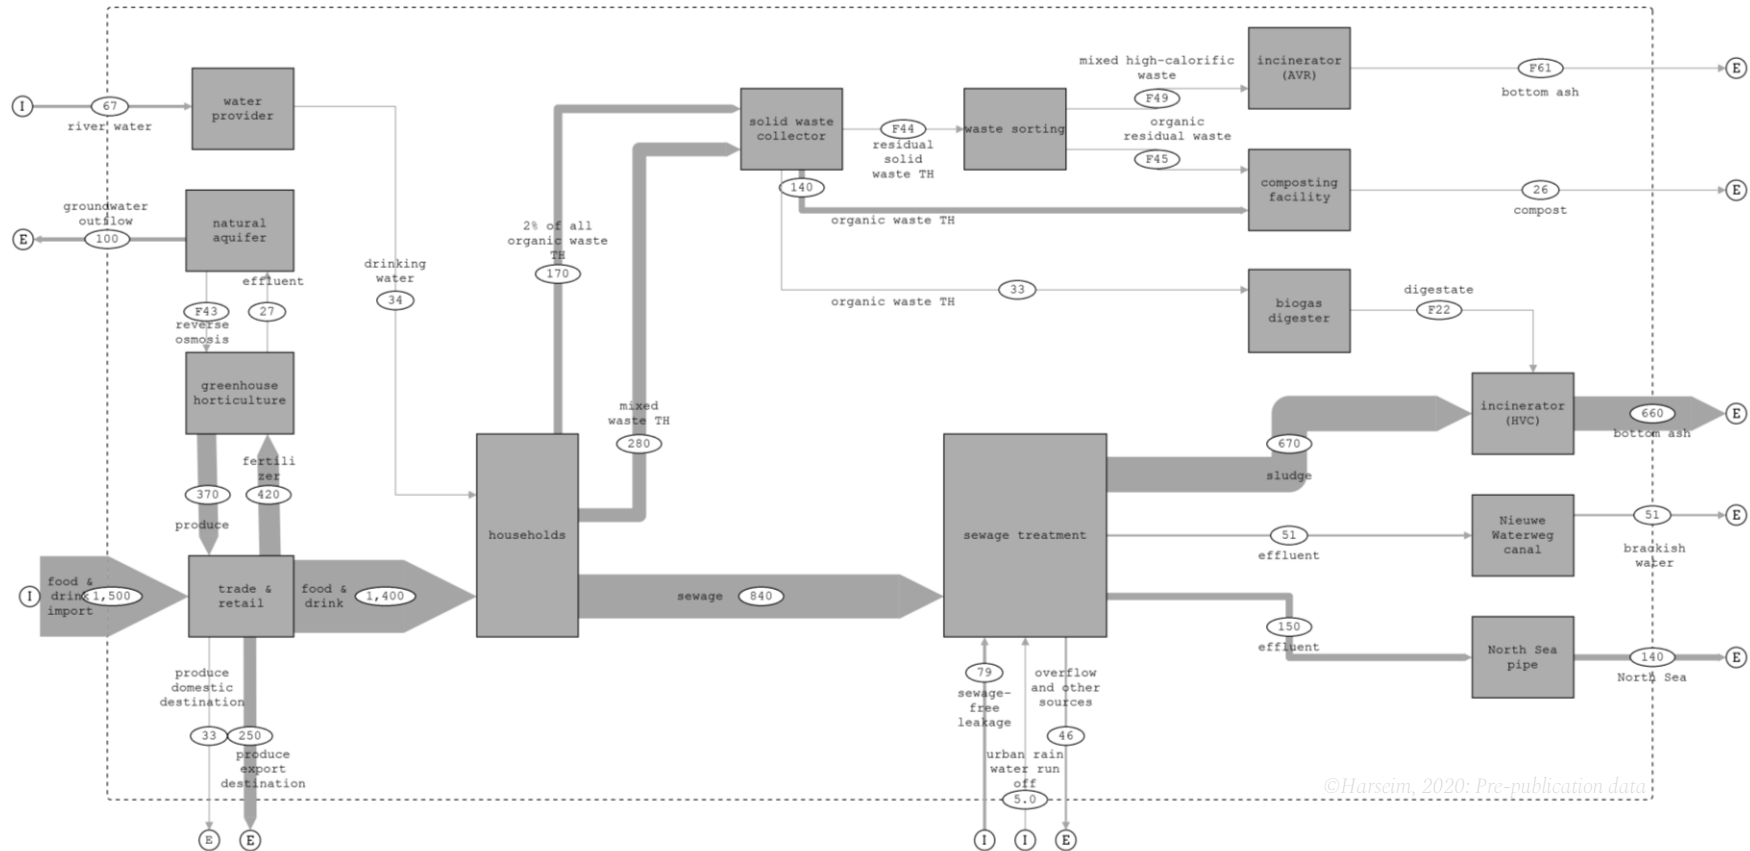 I
67
river water
water
provider
groundwater
outflow
E
100
natural
aquifer
F43
reverse
osmosis
effluent
27
greenhouse
horticulture
370
produce
fertili
zer
420
I
food &
drink
import
1,500
trade &
retail
food &
drink
1,400
produce
domestic
destination
33
E
250
produce
export
destination
E
drinking
water
34
households
2% of all
organic waste
TH
170
mixed
waste TH
280
sewage
840
solid waste
collector
F44
residual
solid
waste TH
waste sorting
140
organic waste TH
33
organic waste TH
mixed high-calorific
waste
F49
organic
residual waste
F45
incinerator
(AVR)
F61
bottom ash
E
composting
facility
26
compost
E
biogas
digester
digestate
F22
sewage treatment
670
sludge
incinerator
(HVC)
660
bottom ash
E
51
effluent
Nieuwe
Waterweg
canal
51
brackish
water
E
150
effluent
North Sea
pipe
140
North Sea
E
79
sewage-
free
leakage
I
urban rain
water run
off
5.0
I
overflow
and other
sources
46
E
©Harseim, 2020: Pre-publication data